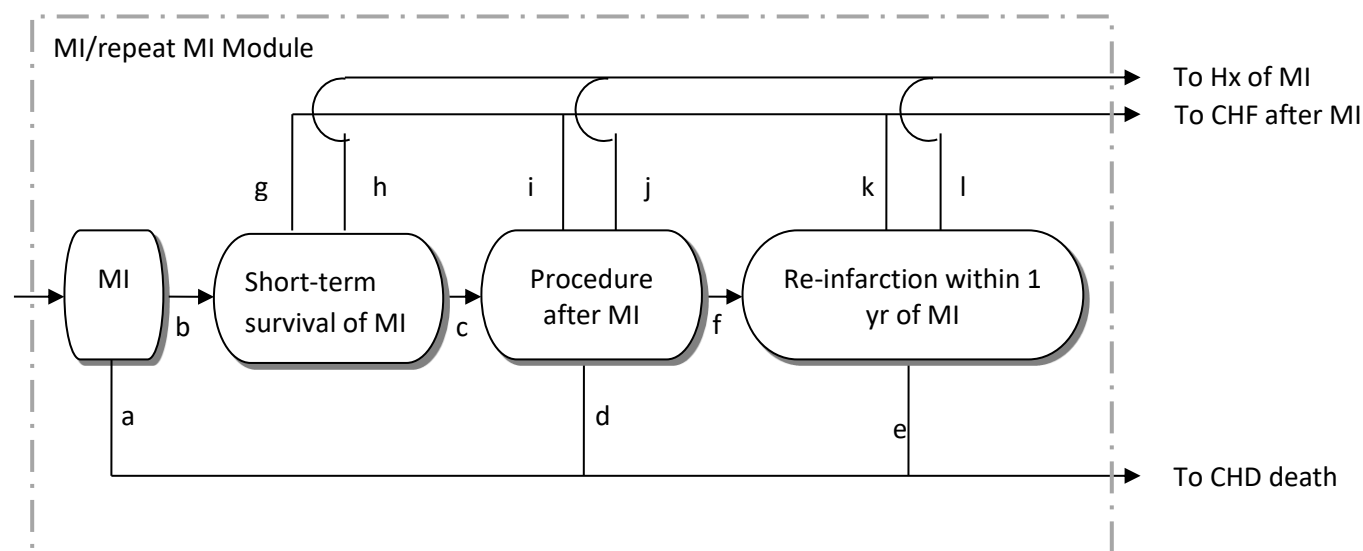 MI/repeat MI Module
To Hx of MI
To CHF after MI
g
h
i
j
k
l
MI
Short-term
survival of MI
Procedure
after MI
Re-infarction within 1
yr of MI
b
c
f
a
d
e
To CHD death